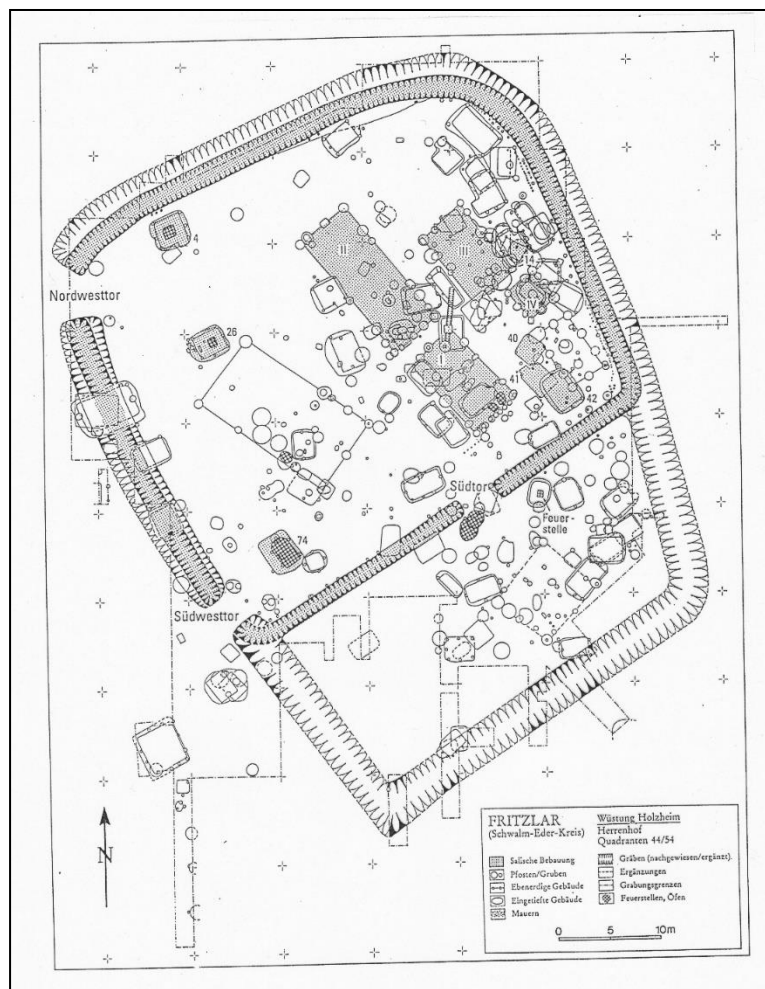 4
II
III
14
Nordwesttor
IV
26
40
I
41
42
Südtor
Feuer-
stelle
74
Südwesttor
N
FRITZLAR
(Schwalm-Eder-Kreis)
Wüstung Holzheim
Herrenhof
Quadranten 44/54
Salische Bebauung
Pfosten/Gruben
Ebenerdige Gebäude
Eingetiefte Gebäude
Mauern
Gräben (nachgewiesen/ergänzt).
Ergänzungen
Grabungsgrenzen
Feuerstellen, Öfen
0 5 10m